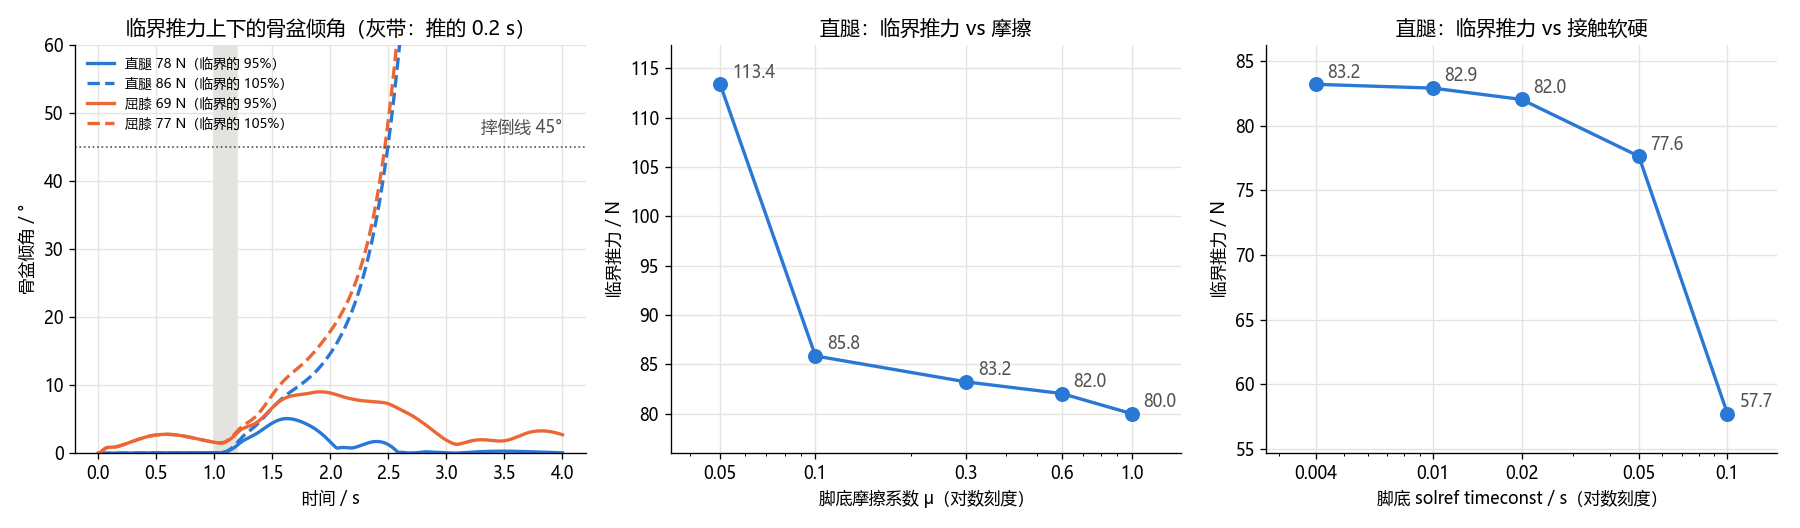 临界推力上下的骨盆倾角（灰带：推的 0.2 s）
直腿 78 N（临界的 95%）
直腿 86 N（临界的 105%）
屈膝 69 N（临界的 95%）
屈膝 77 N（临界的 105%）
摔倒线 45°
骨盆倾角 / °
60
50
40
30
20
10
0
0.0 0.5 1.0 1.5 2.0 2.5 3.0 3.5 4.0
时间 / s
直腿：临界推力 vs 摩擦
临界推力 / N
115
110
105
100
95
90
85
80
113.4
85.8
83.2
82.0
80.0
0.05 0.1 0.3 0.6 1.0
脚底摩擦系数 μ（对数刻度）
直腿：临界推力 vs 接触软硬
临界推力 / N
85
80
75
70
65
60
55
83.2
82.9
82.0
77.6
57.7
0.004 0.01 0.02 0.05 0.1
脚底 solref timeconst / s（对数刻度）